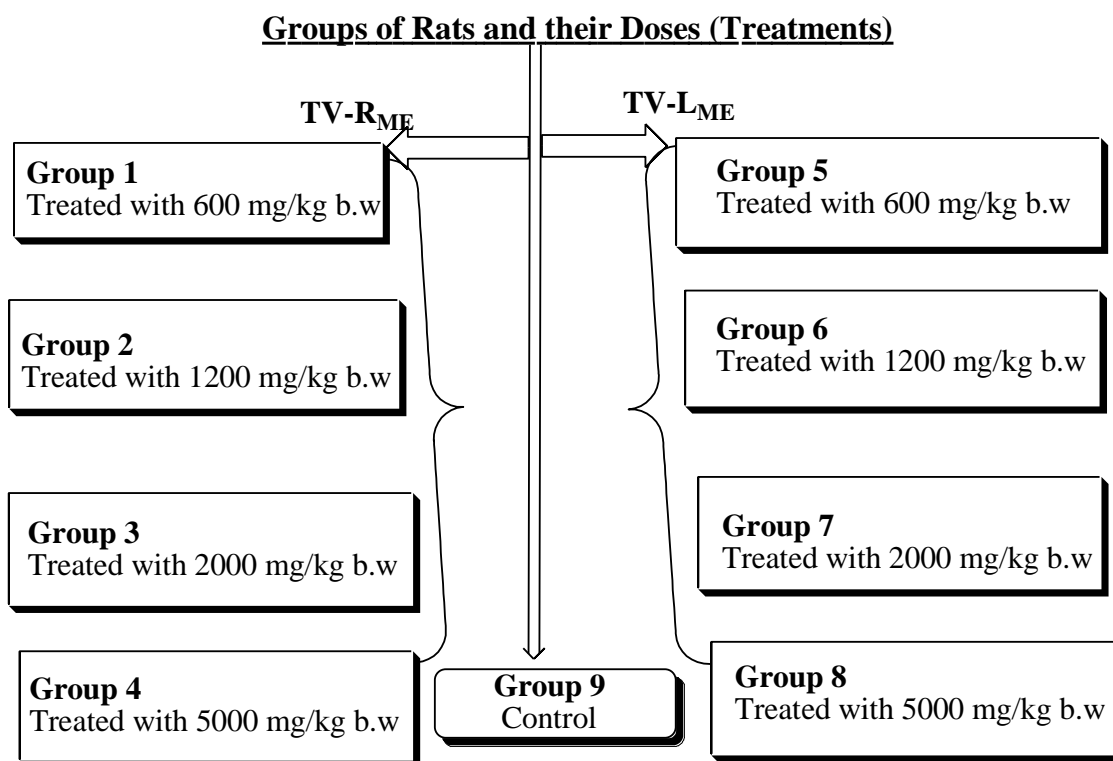 Groups of Rats and their Doses (Treatments)
TV-R_ME
TV-L_ME
Group 1
Treated with 600 mg/kg b.w
Group 2
Treated with 1200 mg/kg b.w
Group 3
Treated with 2000 mg/kg b.w
Group 4
Treated with 5000 mg/kg b.w
Group 5
Treated with 600 mg/kg b.w
Group 6
Treated with 1200 mg/kg b.w
Group 7
Treated with 2000 mg/kg b.w
Group 8
Treated with 5000 mg/kg b.w
Group 9
Control